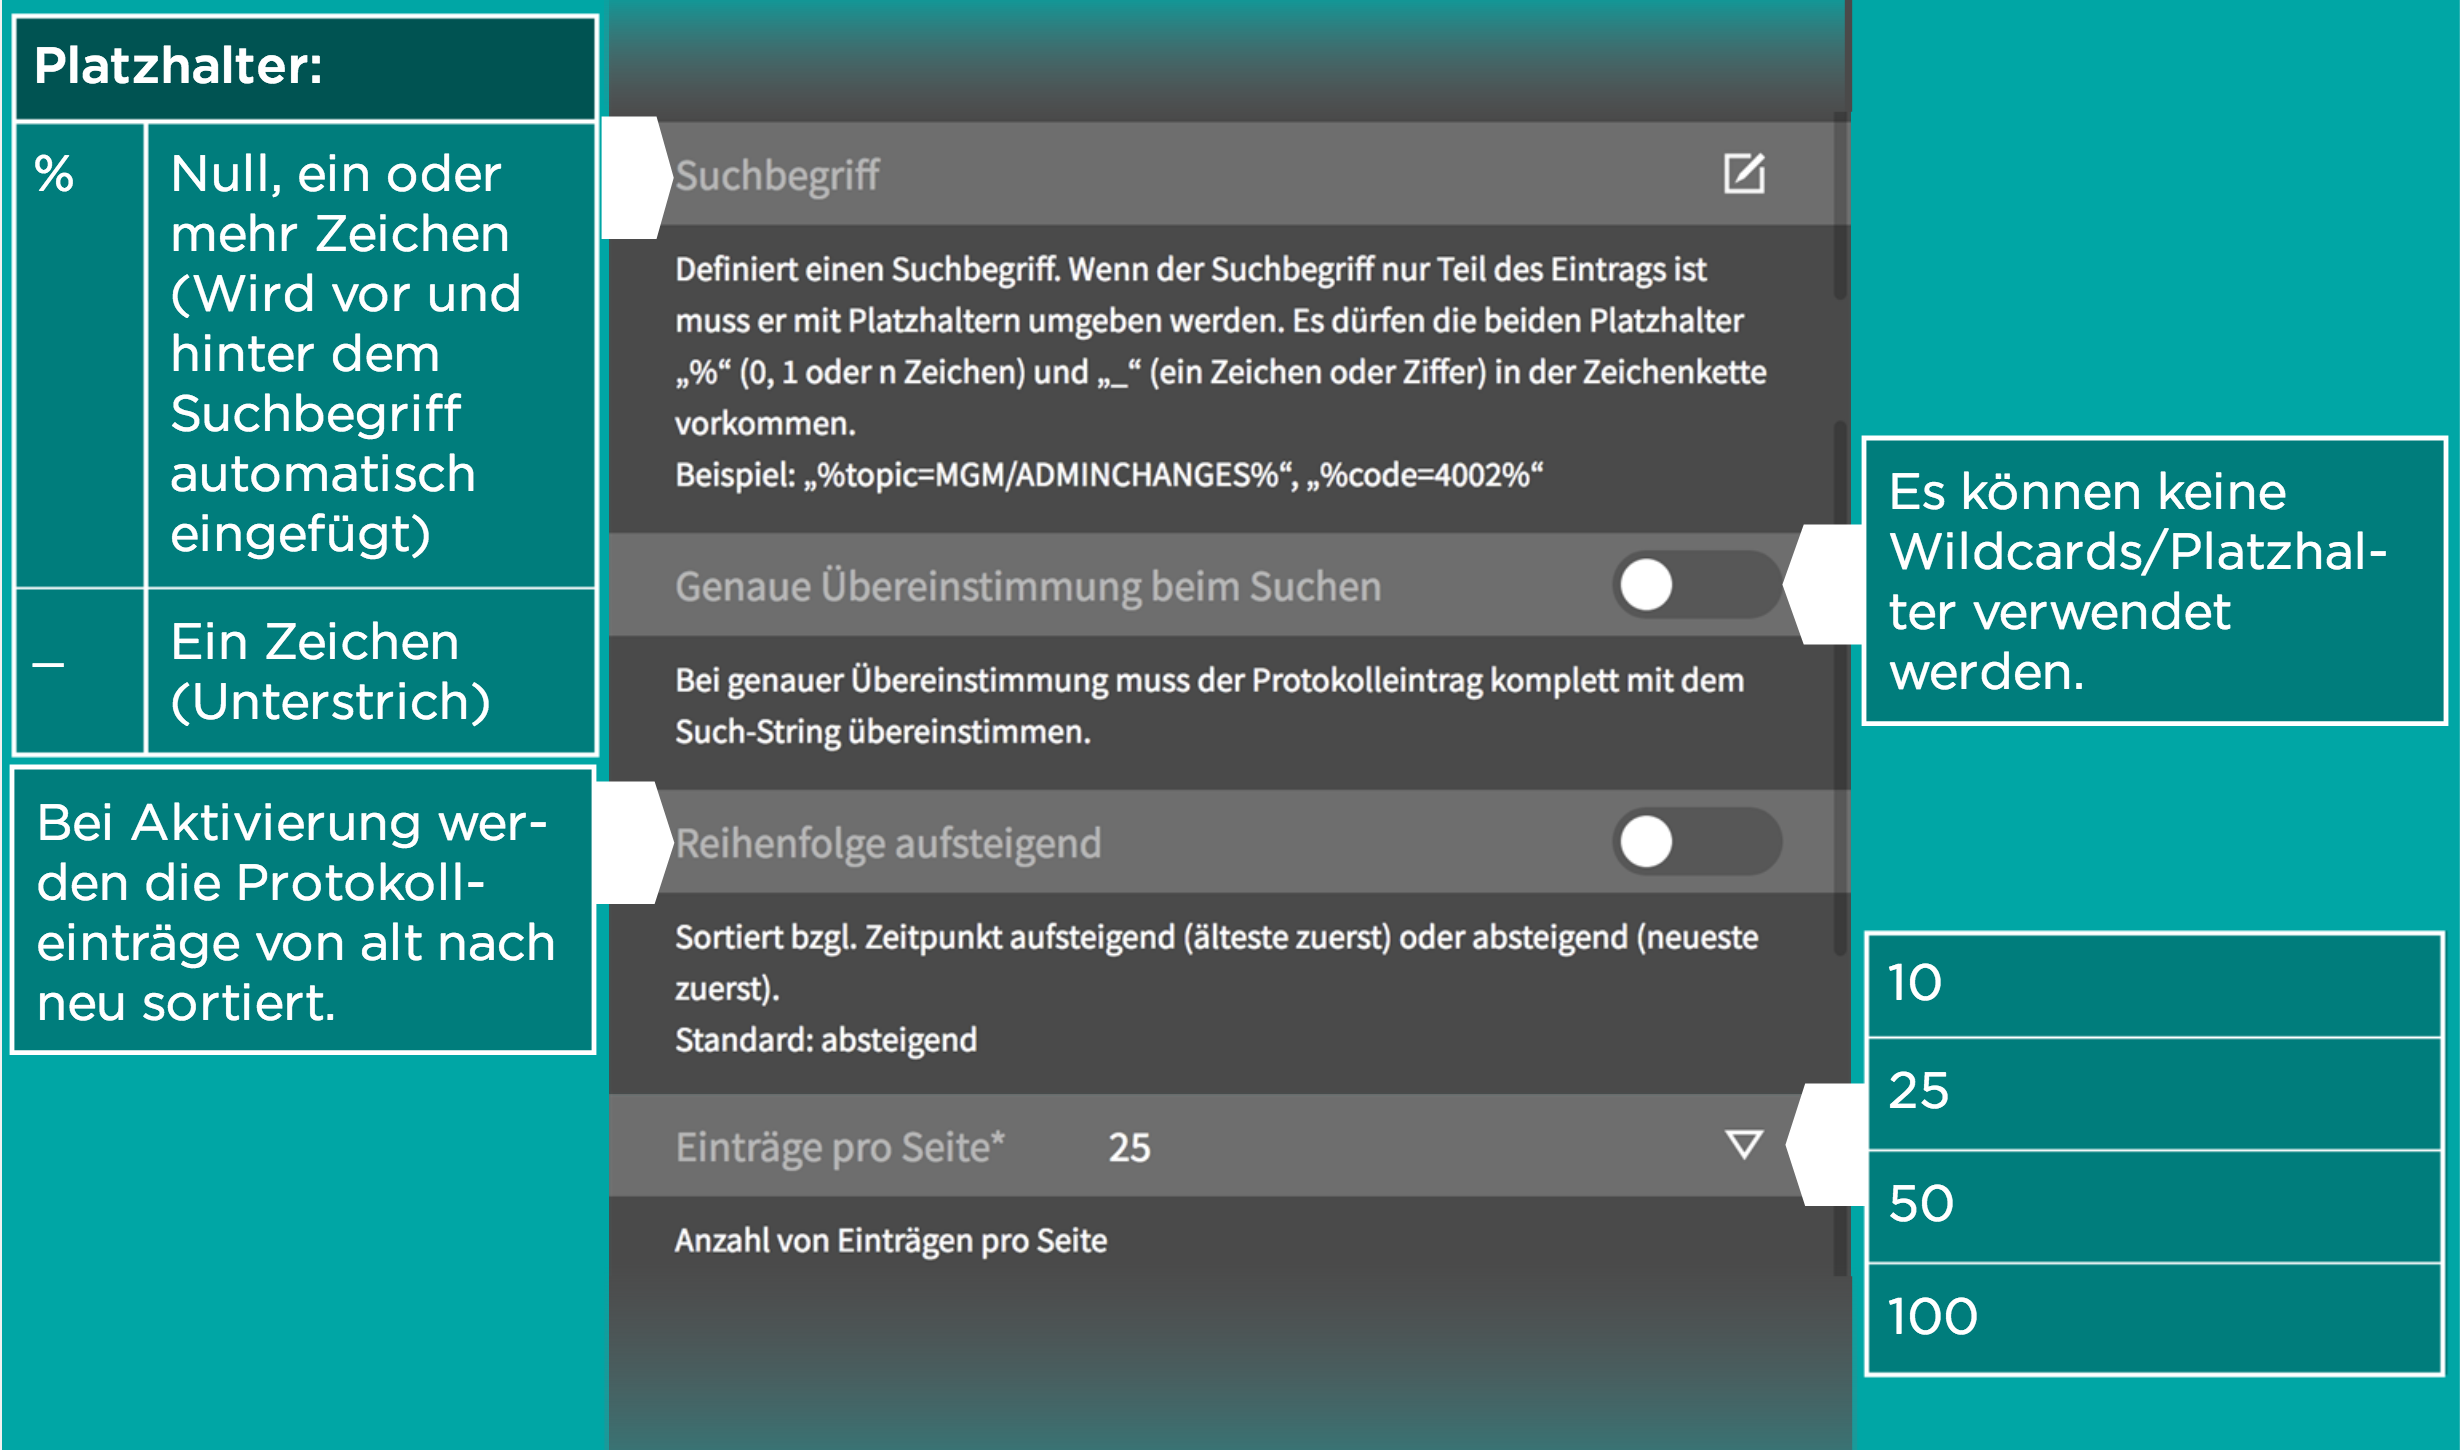 Platzhalter:
%
Null, ein oder
mehr Zeichen
(Wird vor und
hinter dem
Suchbegriff
automatisch
eingefügt)
_
Ein Zeichen
(Unterstrich)
Bei Aktivierung wer-
den die Protokoll-
einträge von alt nach
neu sortiert.
Suchbegriff
Definiert einen Suchbegriff. Wenn der Suchbegriff nur Teil des Eintrags ist
muss er mit Platzhaltern umgeben werden. Es dürfen die beiden Platzhalter
„%“ (0, 1 oder n Zeichen) und „_“ (ein Zeichen oder Ziffer) in der Zeichenkette
vorkommen.
Beispiel: „%topic=MGM/ADMINCHANGES%“, „%code=4002%“
Genaue Übereinstimmung beim Suchen
Bei genauer Übereinstimmung muss der Protokolleintrag komplett mit dem
Such-String übereinstimmen.
Reihenfolge aufsteigend
Sortiert bzgl. Zeitpunkt aufsteigend (älteste zuerst) oder absteigend (neueste
zuerst).
Standard: absteigend
Einträge pro Seite* 25
Anzahl von Einträgen pro Seite
Es können keine
Wildcards/Platzhal-
ter verwendet
werden.
10
25
50
100